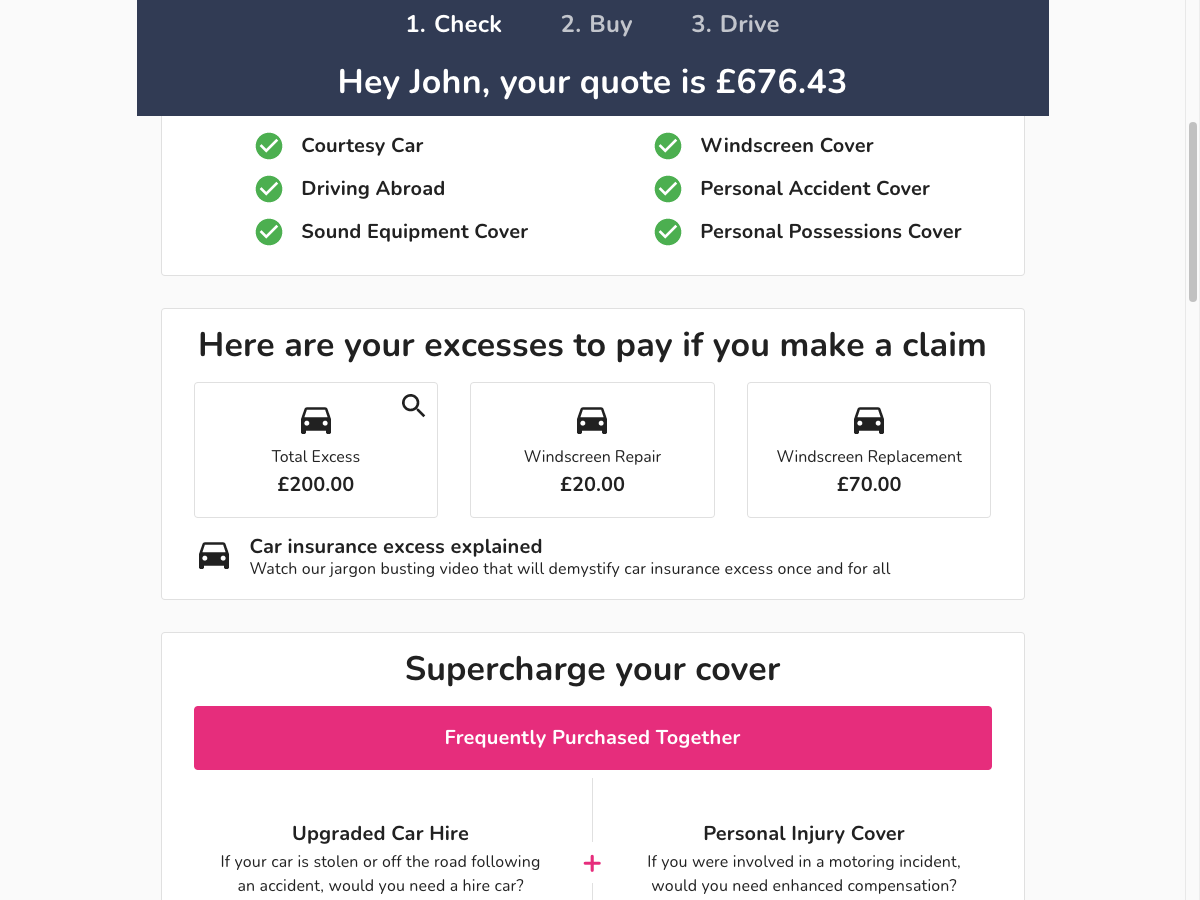 1. Check 2. Buy 3. Drive
Hey John, your quote is £676.43
Courtesy Car
Windscreen Cover
Driving Abroad
Personal Accident Cover
Sound Equipment Cover
Personal Possessions Cover
Here are your excesses to pay if you make a claim
Total Excess
£200.00
Windscreen Repair
£20.00
Windscreen Replacement
£70.00
Car insurance excess explained
Watch our jargon busting video that will demystify car insurance excess once and for all
Supercharge your cover
Frequently Purchased Together
Upgraded Car Hire
If your car is stolen or off the road following
an accident, would you need a hire car?
+
Personal Injury Cover
If you were involved in a motoring incident,
would you need enhanced compensation?